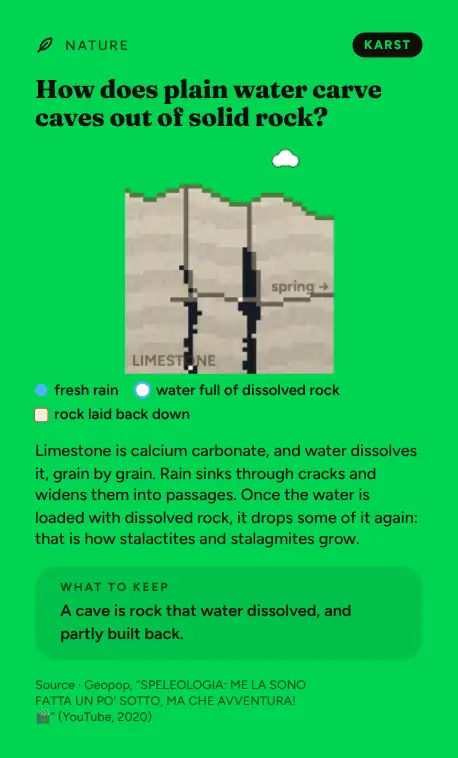 NATURE
KARST
How does plain water carve
caves out of solid rock?
spring →
LIMESTONE
fresh rain
water full of dissolved rock
rock laid back down
Limestone is calcium carbonate, and water dissolves
it, grain by grain. Rain sinks through cracks and
widens them into passages. Once the water is
loaded with dissolved rock, it drops some of it again:
that is how stalactites and stalagmites grow.
WHAT TO KEEP
A cave is rock that water dissolved, and
partly built back.
Source · Geopop, “SPELEOLOGIA: ME LA SONO
FATTA UN PO' SOTTO, MA CHE AVVENTURA!
🎬” (YouTube, 2020)